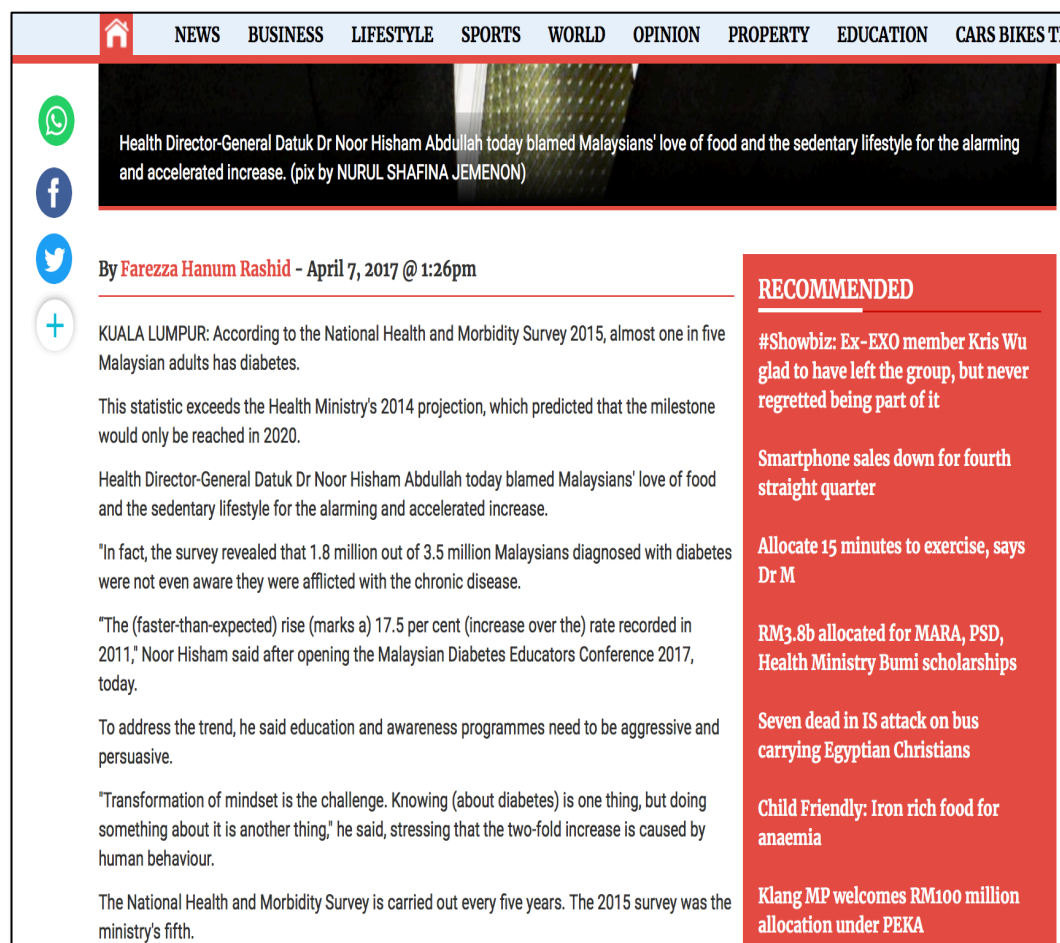 NEWS BUSINESS LIFESTYLE SPORTS WORLD OPINION PROPERTY EDUCATION CARS BIKES
Health Director-General Datuk Dr Noor Hisham Abdullah today blamed Malaysians' love of food and the sedentary lifestyle for the alarming
and accelerated increase. (pix by NURUL SHAFINA JEMENON)
By Farezza Hanum Rashid - April 7, 2017 @ 1:26pm
KUALA LUMPUR: According to the National Health and Morbidity Survey 2015, almost one in five
Malaysian adults has diabetes.
This statistic exceeds the Health Ministry's 2014 projection, which predicted that the milestone
would only be reached in 2020.
Health Director-General Datuk Dr Noor Hisham Abdullah today blamed Malaysians' love of food
and the sedentary lifestyle for the alarming and accelerated increase.
"In fact, the survey revealed that 1.8 million out of 3.5 million Malaysians diagnosed with diabetes
were not even aware they were afflicted with the chronic disease.
"The (faster-than-expected) rise (marks a) 17.5 per cent (increase over the) rate recorded in
2011," Noor Hisham said after opening the Malaysian Diabetes Educators Conference 2017,
today.
To address the trend, he said education and awareness programmes need to be aggressive and
persuasive.
"Transformation of mindset is the challenge. Knowing (about diabetes) is one thing, but doing
something about it is another thing," he said, stressing that the two-fold increase is caused by
human behaviour.
The National Health and Morbidity Survey is carried out every five years. The 2015 survey was the
ministry's fifth.
RECOMMENDED
#Showbiz: Ex-EXO member Kris Wu
glad to have left the group, but never
regretted being part of it
Smartphone sales down for fourth
straight quarter
Allocate 15 minutes to exercise, says
Dr M
RM3.8b allocated for MARA, PSD,
Health Ministry Bumi scholarships
Seven dead in IS attack on bus
carrying Egyptian Christians
Child Friendly: Iron rich food for
anaemia
Klang MP welcomes RM100 million
allocation under PEKA